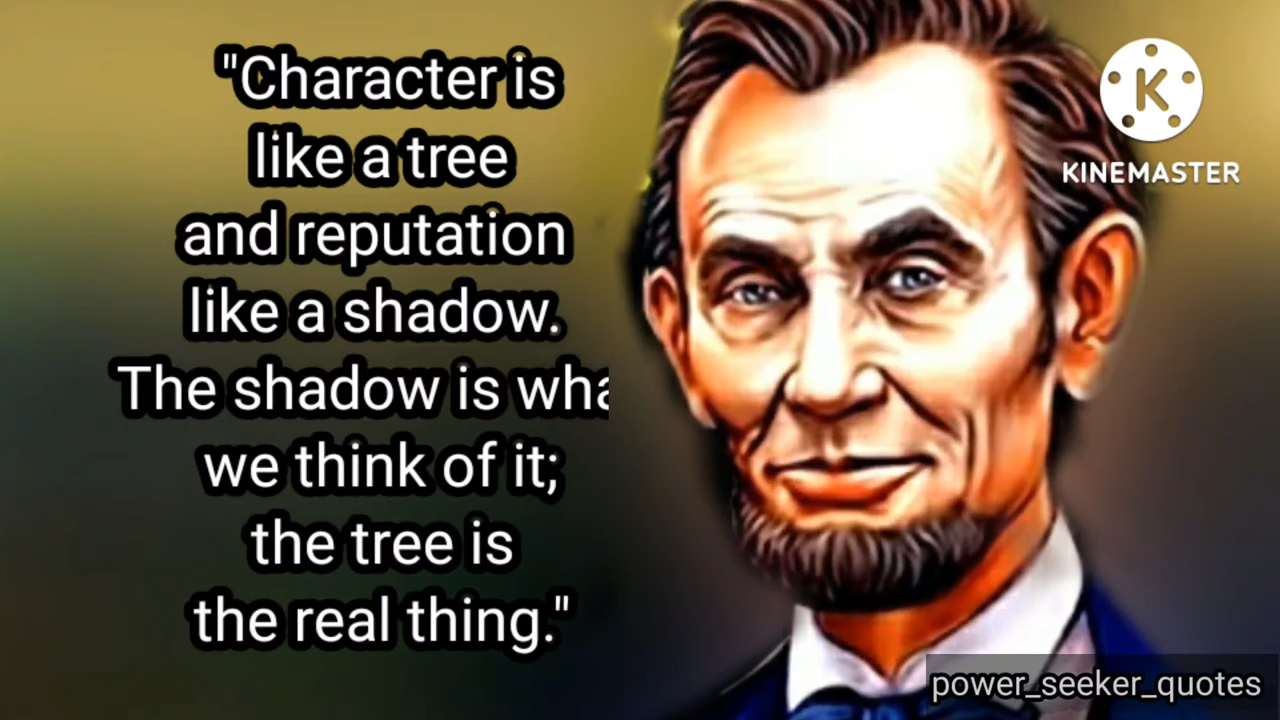 "Character is
like a tree
and reputation
like a shadow.
The shadow is wha
we think of it;
the tree is
the real thing."
K
KINEMASTER
power_seeker_quotes